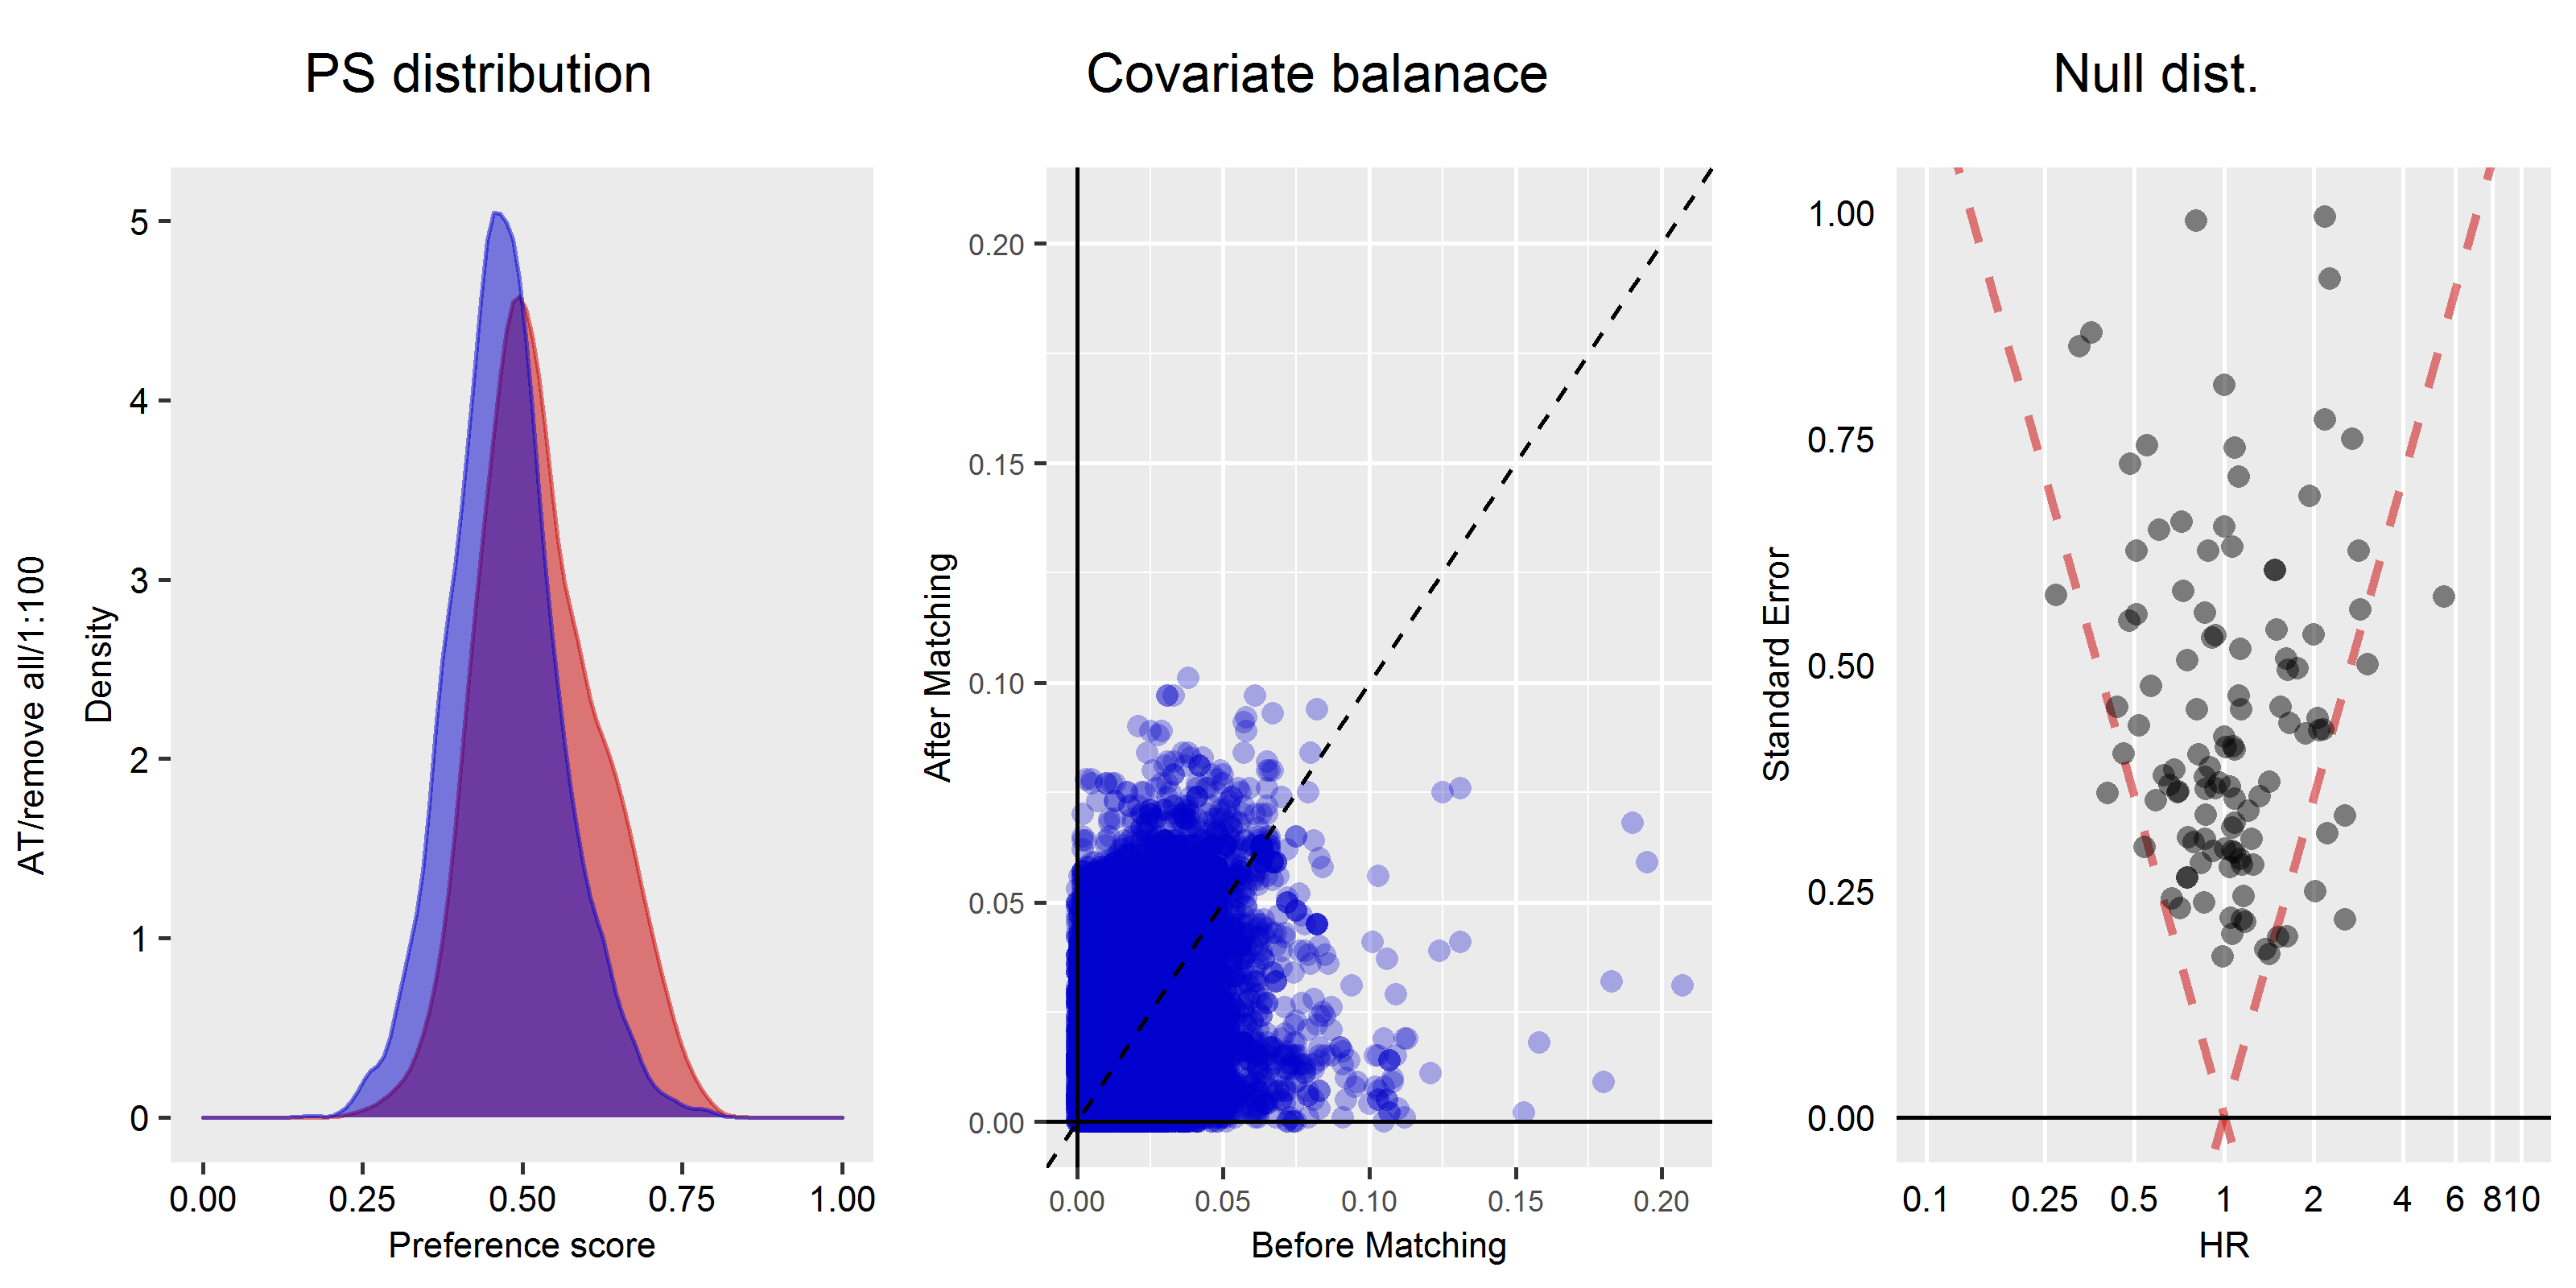 PS distribution
Covariate balanace
Null dist.
AT/remove all/1:100
Density
5
4
3
2
1
0
0.00 0.25 0.50 0.75 1.00
Preference score
After Matching
0.20
0.15
0.10
0.05
0.00
0.00 0.05 0.10 0.15 0.20
Before Matching
Standard Error
1.00
0.75
0.50
0.25
0.00
0.1 0.25 0.5 1 2 4 6 8 10
HR